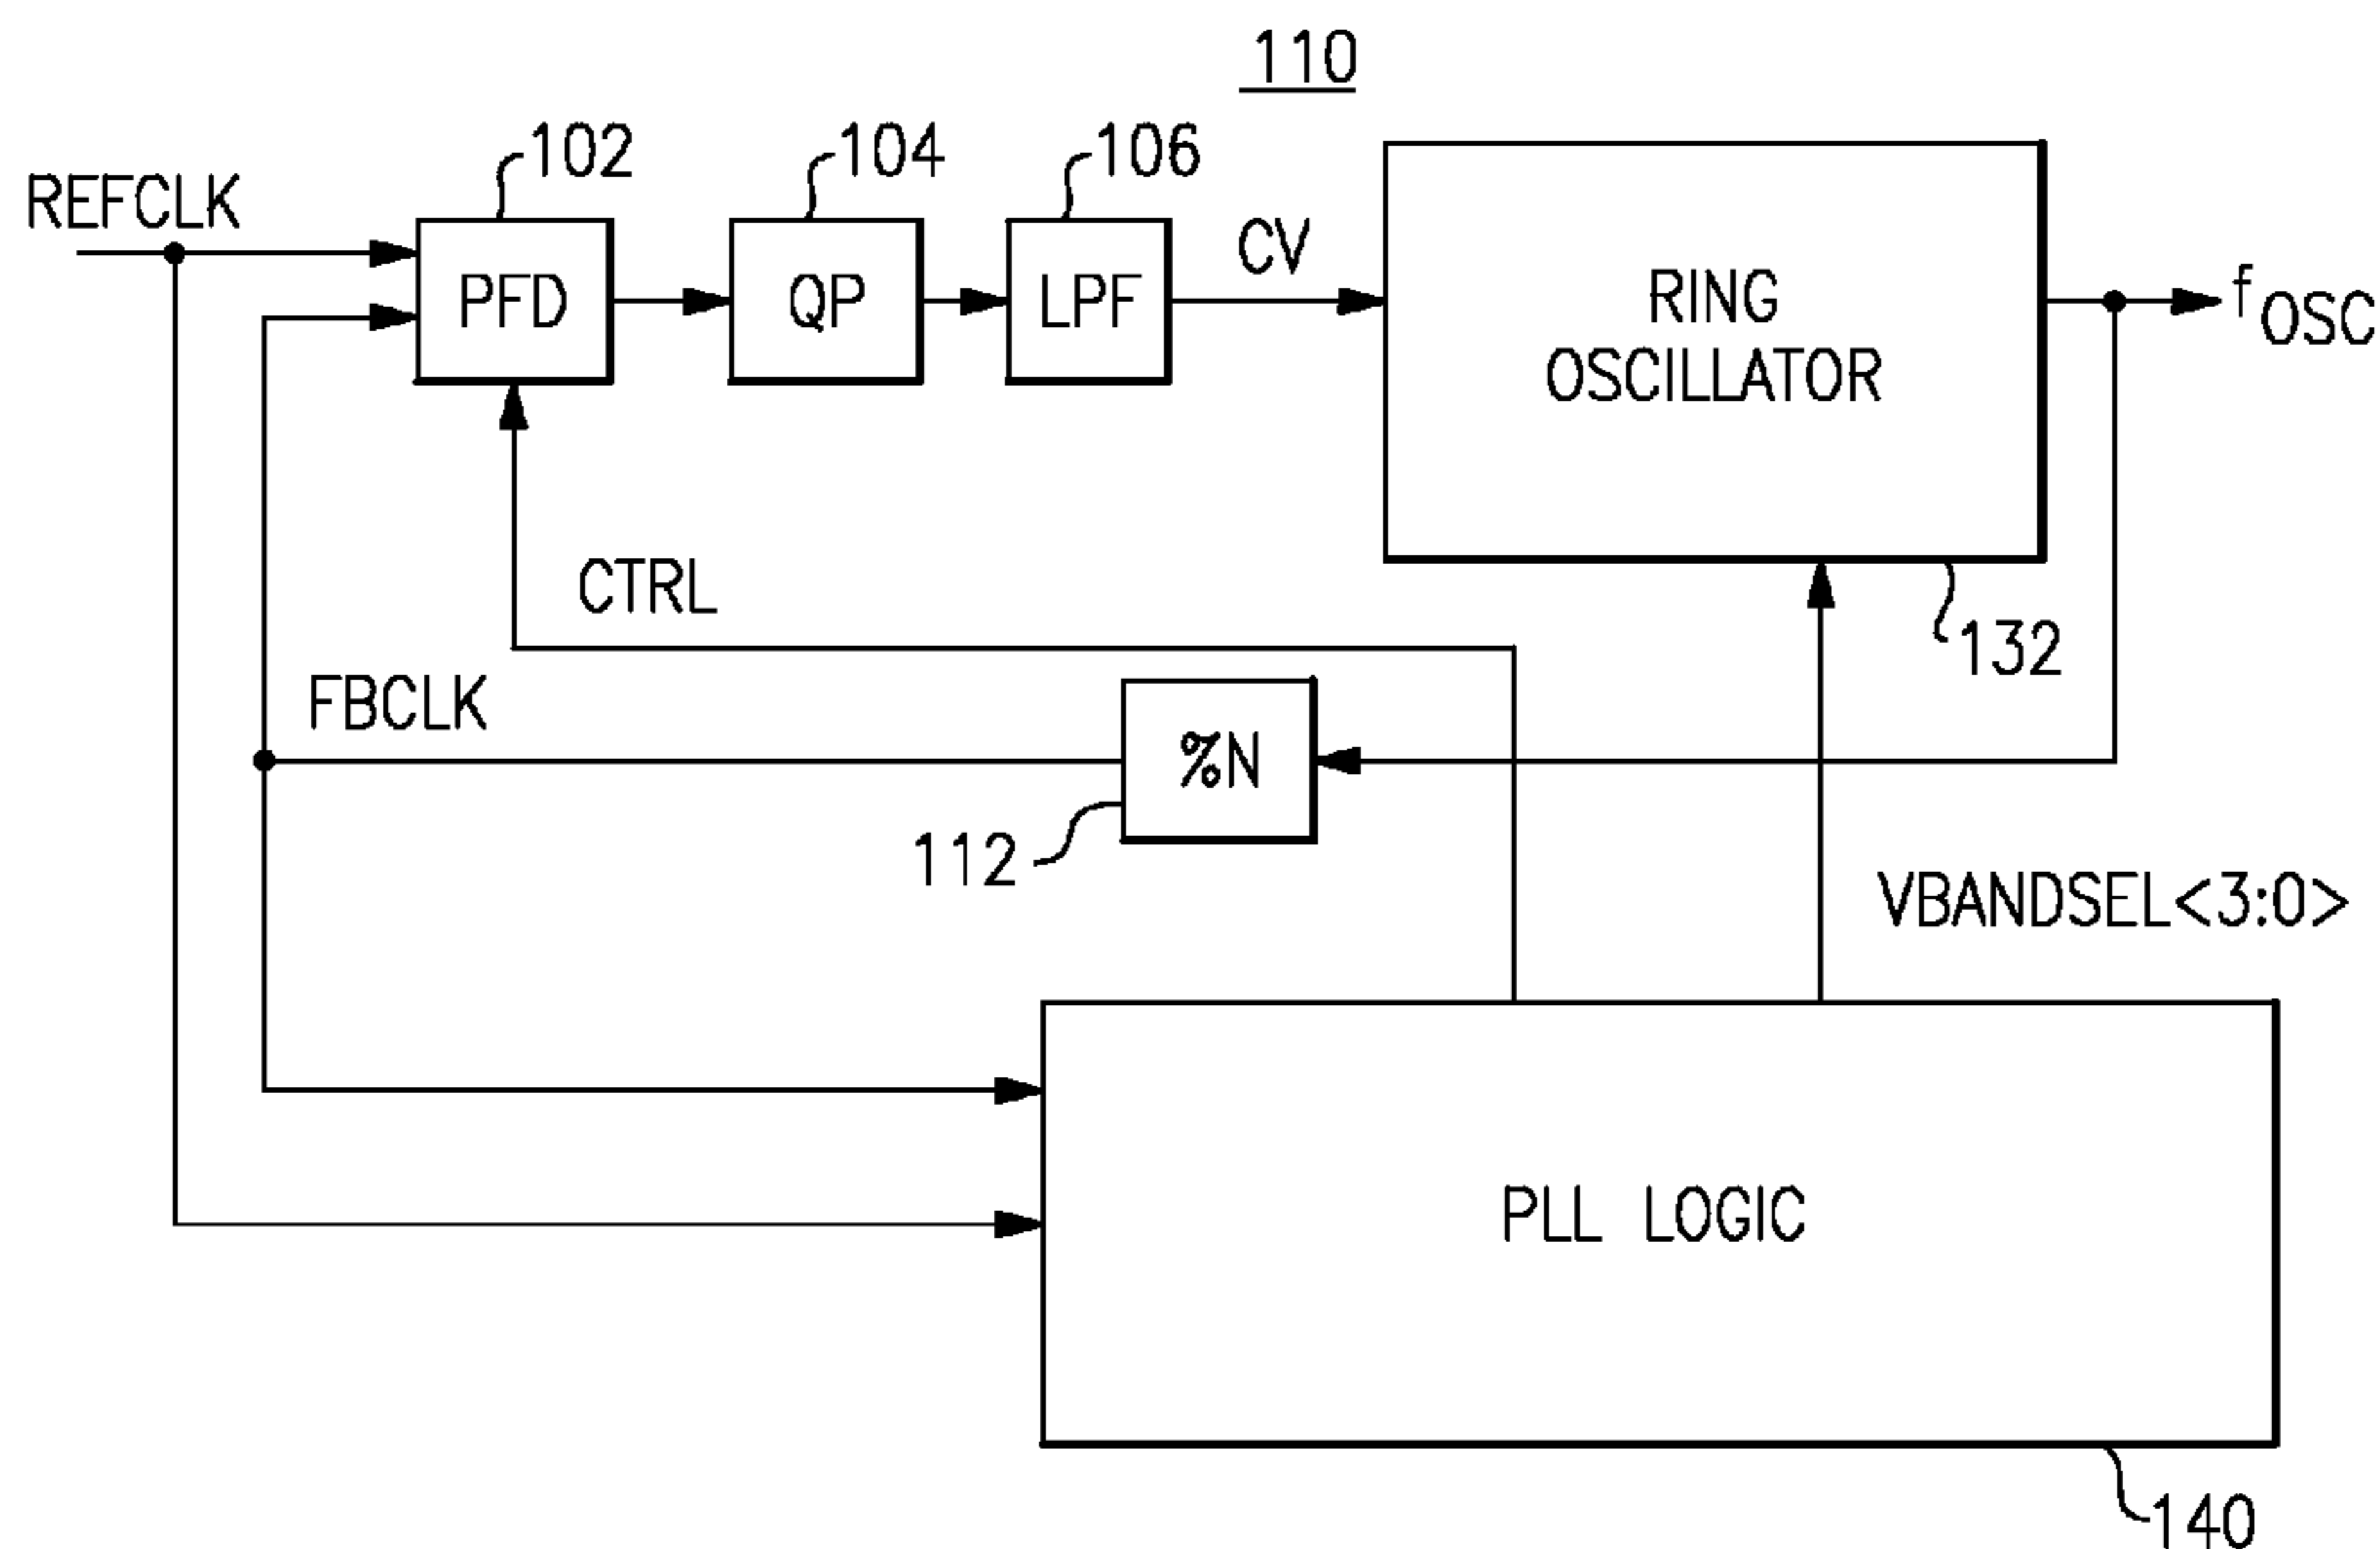 110
102
104
106
REFCLK
PFD
QP
LPF
CV
RING
OSCILLATOR
fOSC
CTRL
132
FBCLK
%N
112
VBANDSEL<3:0>
PLL LOGIC
140